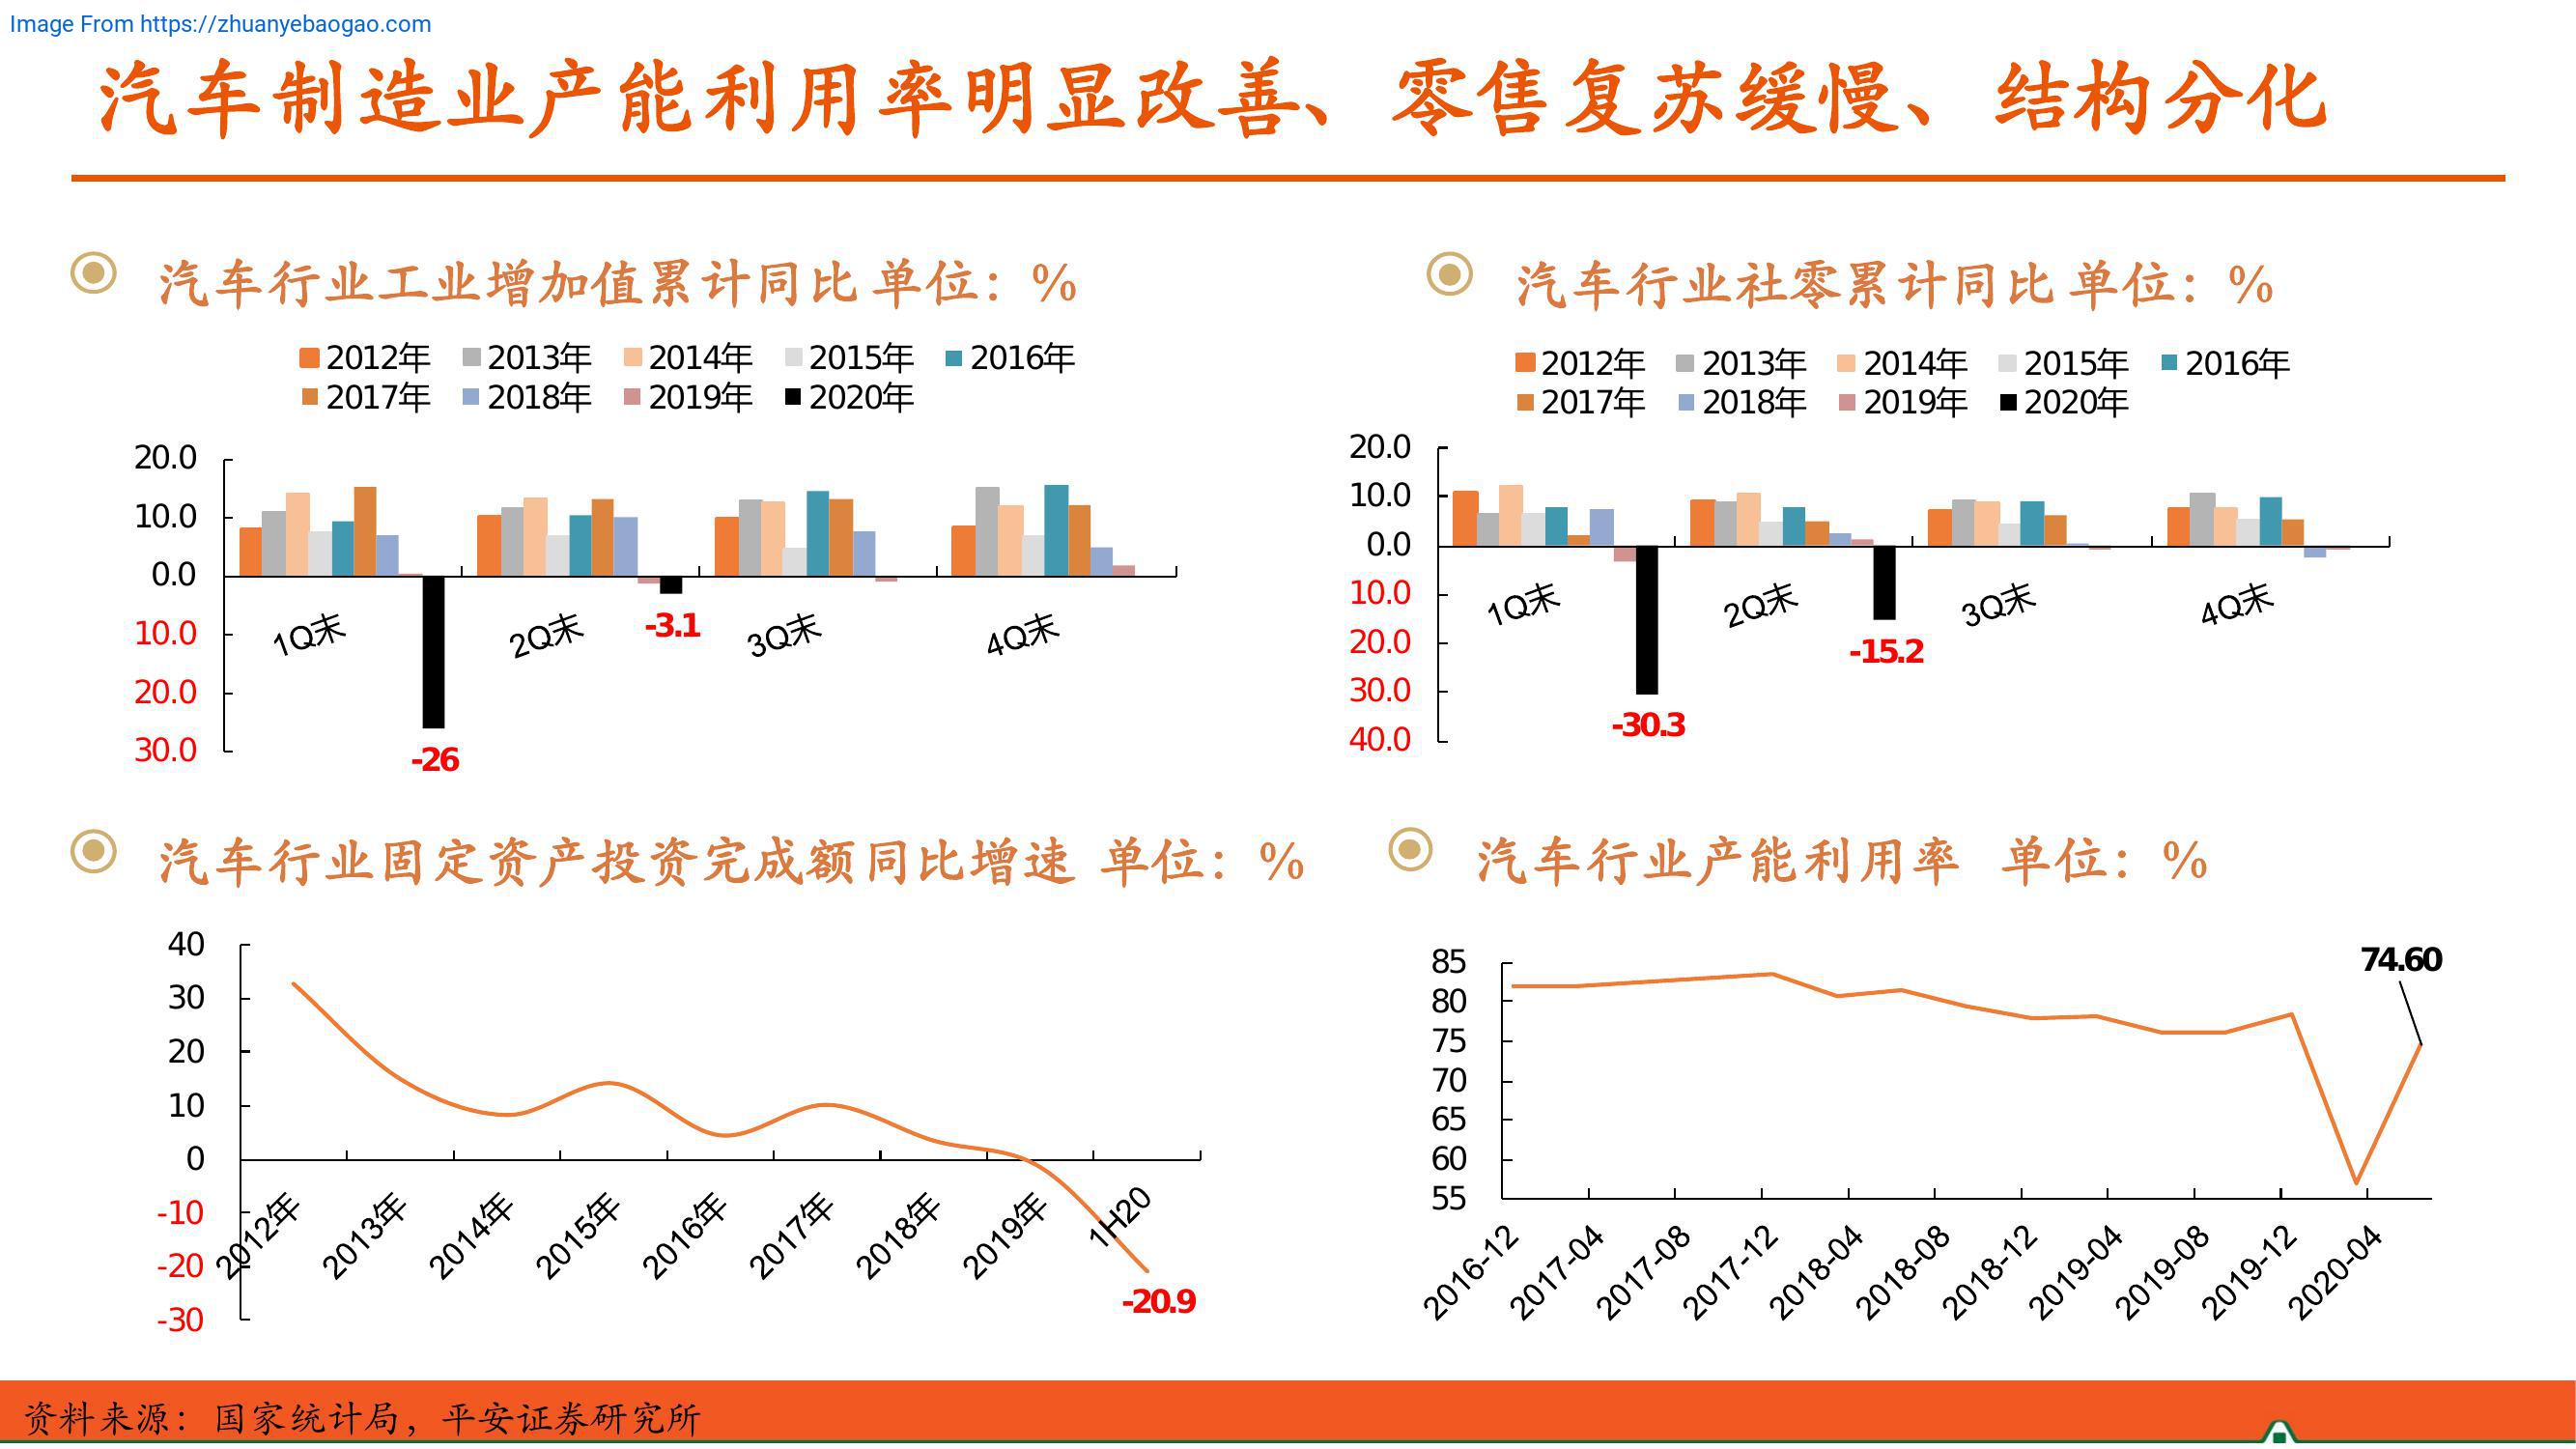 Image From https://zhuanyebaogao.com
汽车制造业产能利用率明显改善、零售复苏缓慢、结构分化
汽车行业工业增加值累计同比 单位：%
2012年 2013年 2014年 2015年 2016年
2017年 2018年 2019年 2020年
20.0
10.0
0.0
10.0
20.0
30.0
1Q末 2Q末 3Q末 4Q末
-26
-3.1
汽车行业社零累计同比 单位：%
2012年 2013年 2014年 2015年 2016年
2017年 2018年 2019年 2020年
20.0
10.0
0.0
10.0
20.0
30.0
40.0
1Q末 2Q末 3Q末 4Q末
-30.3
-15.2
汽车行业固定资产投资完成额同比增速 单位：%
40
30
20
10
0
-10
-20
-30
2012年 2013年 2014年 2015年 2016年 2017年 2018年 2019年 1H20
-20.9
汽车行业产能利用率 单位：%
85
80
75
70
65
60
55
74.60
2016-12 2017-04 2017-08 2017-12 2018-04 2018-08 2018-12 2019-04 2019-08 2019-12 2020-04
资料来源：国家统计局，平安证券研究所